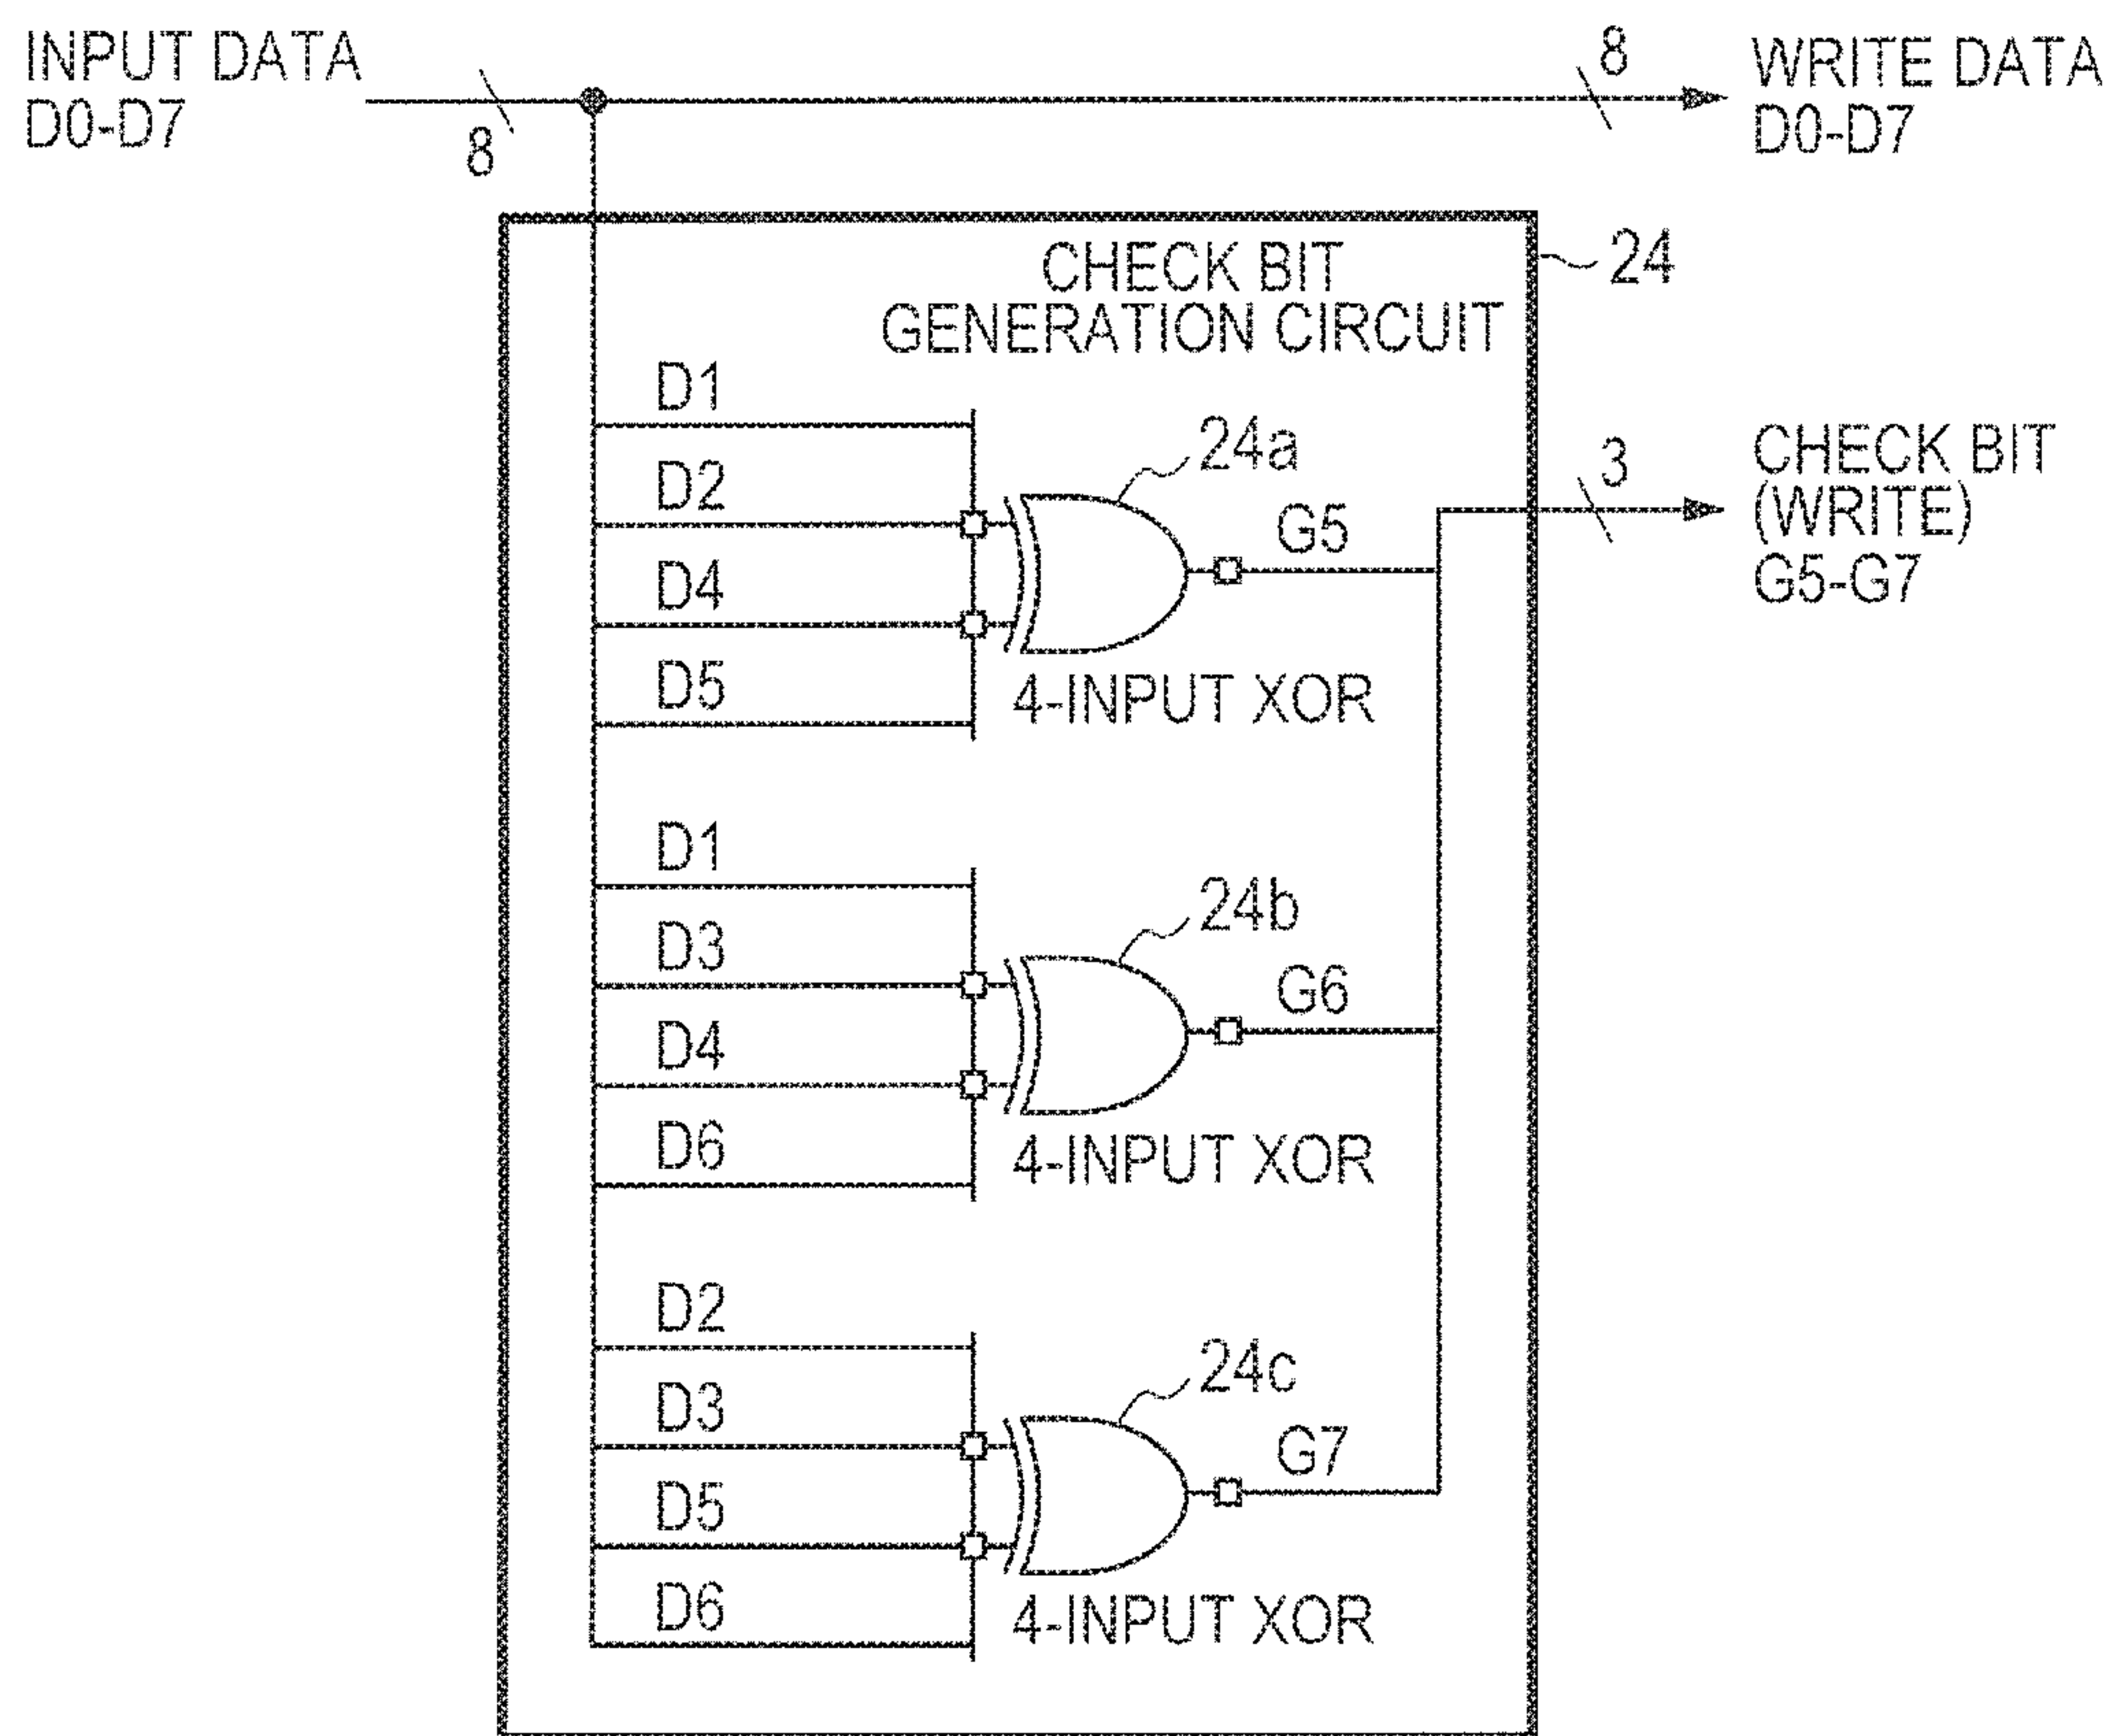 INPUT DATA
D0-D7
8
8
WRITE DATA
D0-D7
CHECK BIT
GENERATION CIRCUIT
24
D1
D2
D4
D5
24a
G5
4-INPUT XOR
3
CHECK BIT
(WRITE)
G5-G7
D1
D3
D4
D6
24b
G6
4-INPUT XOR
D2
D3
D5
D6
24c
G7
4-INPUT XOR